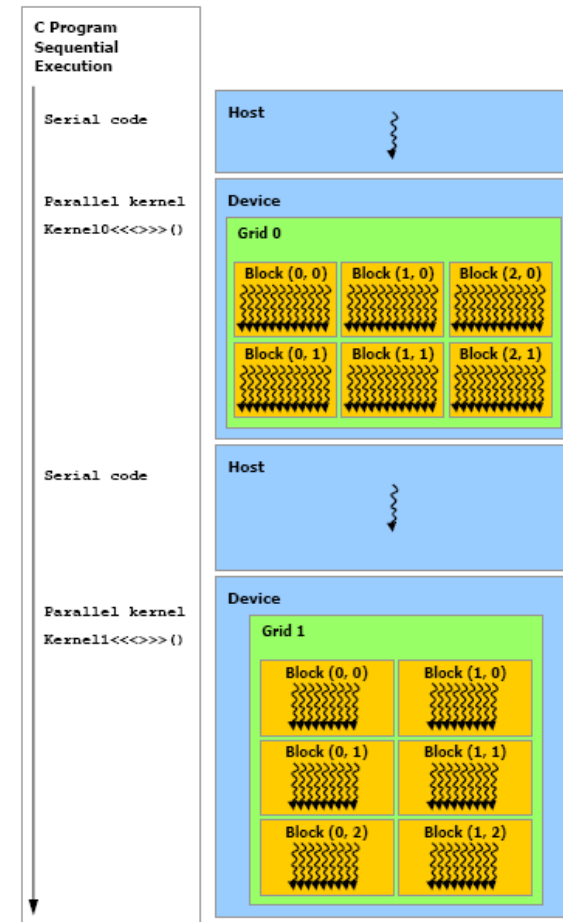 C Program
Sequential
Execution
Serial code
Host
Parallel kernel
Kernel0<<<>>>()
Device
Grid 0
Block (0, 0) Block (1, 0) Block (2, 0)
Block (0, 1) Block (1, 1) Block (2, 1)
Serial code
Host
Parallel kernel
Kernel1<<<>>>()
Device
Grid 1
Block (0, 0) Block (1, 0)
Block (0, 1) Block (1, 1)
Block (0, 2) Block (1, 2)